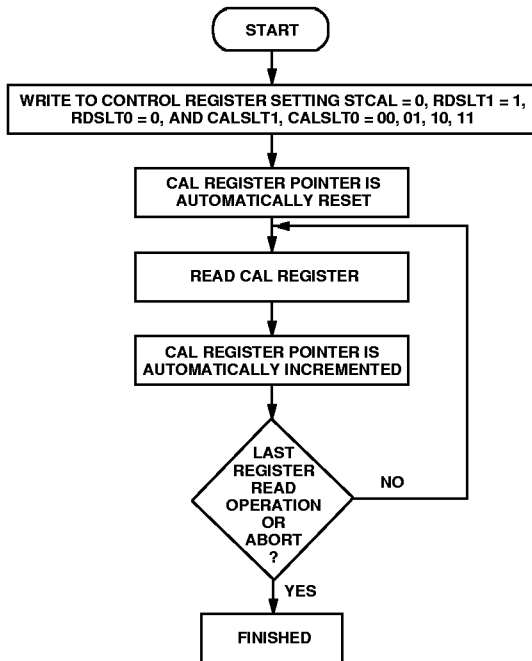 START
WRITE TO CONTROL REGISTER SETTING STCAL = 0, RDSLT1 = 1,
RDSLT0 = 0, AND CALSLT1, CALSLT0 = 00, 01, 10, 11
CAL REGISTER POINTER IS
AUTOMATICALLY RESET
READ CAL REGISTER
CAL REGISTER POINTER IS
AUTOMATICALLY INCREMENTED
LAST
REGISTER
READ
OPERATION
OR
ABORT
?
NO
YES
FINISHED